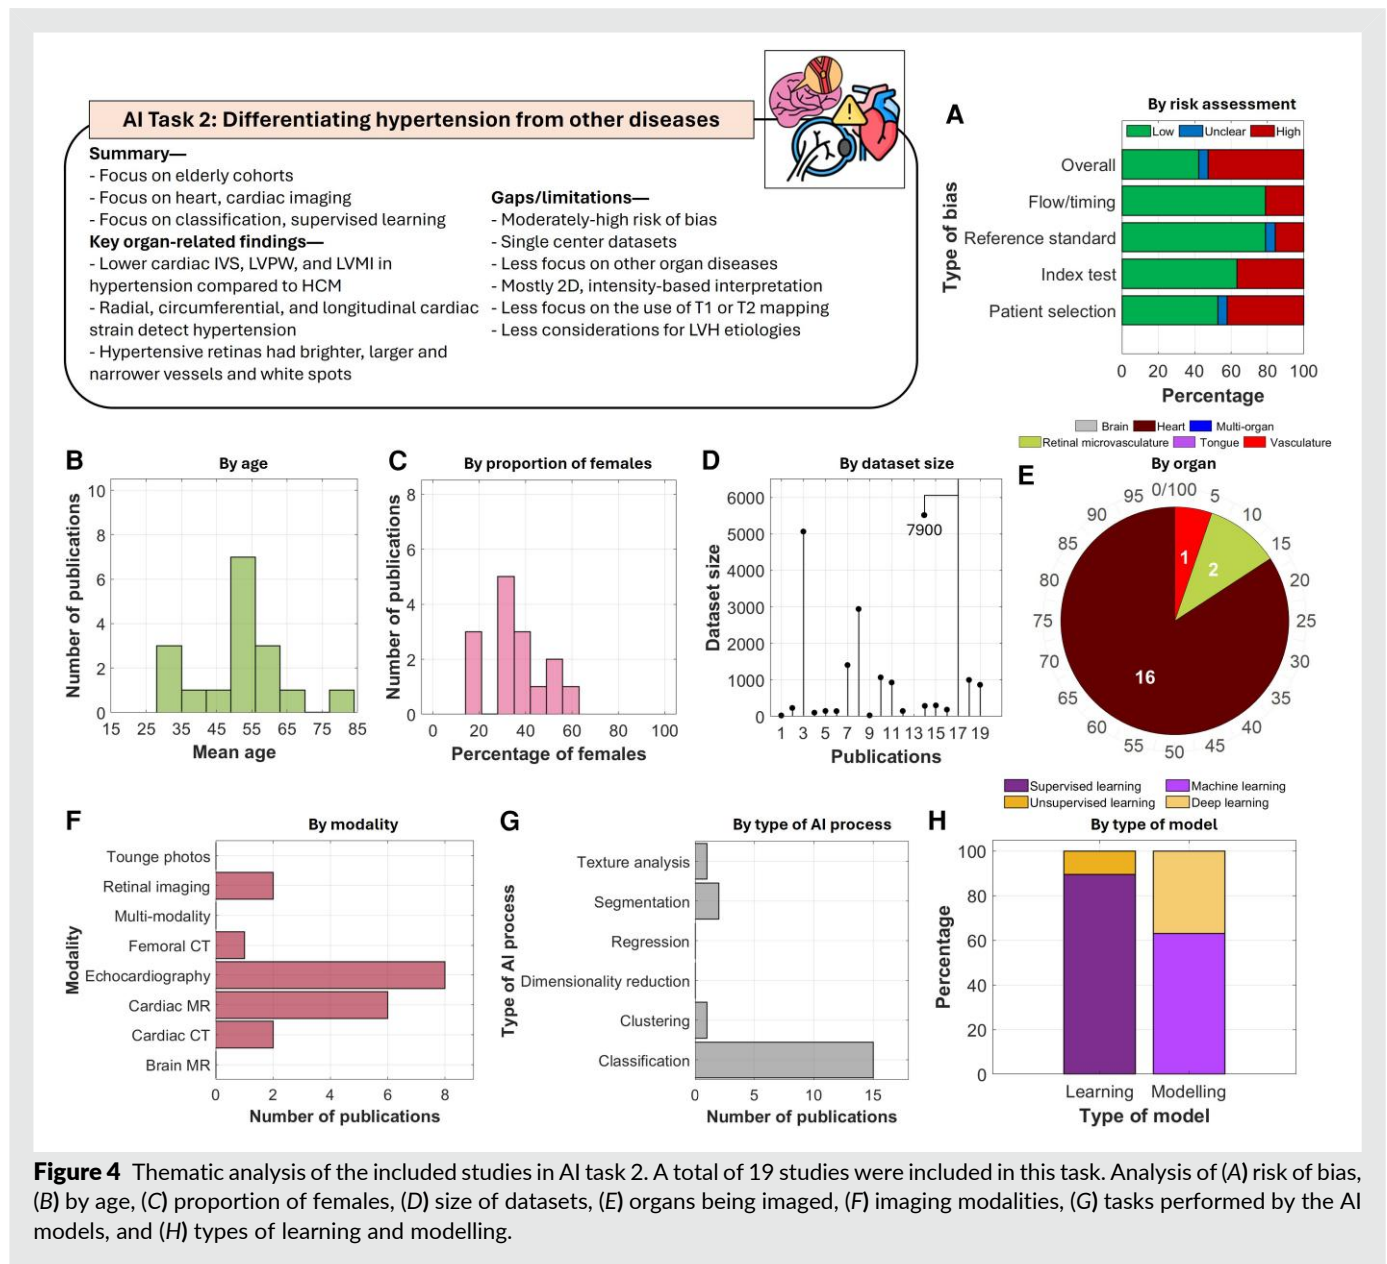 AI Task 2: Differentiating hypertension from other diseases
Summary—
- Focus on elderly cohorts
- Focus on heart, cardiac imaging
- Focus on classification, supervised learning
Key organ-related findings—
- Lower cardiac IVS, LVPW, and LVMI in
hypertension compared to HCM
- Radial, circumferential, and longitudinal cardiac
strain detect hypertension
- Hypertensive retinas had brighter, larger and
narrower vessels and white spots
Gaps/limitations—
- Moderately-high risk of bias
- Single center datasets
- Less focus on other organ diseases
- Mostly 2D, intensity-based interpretation
- Less focus on the use of T1 or T2 mapping
- Less considerations for LVH etiologies
A
By risk assessment
Low Unclear High
Type of bias
Overall
Flow/timing
Reference standard
Index test
Patient selection
0 20 40 60 80 100
Percentage
B
By age
Number of publications
10
8
6
4
2
0
15 25 35 45 55 65 75 85
Mean age
C
By proportion of females
Number of publications
8
6
4
2
0
0 20 40 60 80 100
Percentage of females
D
By dataset size
Dataset size
6000
5000
4000
3000
2000
1000
0
7900
1 3 5 7 9 11 13 15 17 19
Publications
Brain Heart Multi-organ
Retinal microvasculature Tongue Vasculature
E
By organ
0/100
5
10
15
20
25
30
35
40
45
50
55
60
65
70
75
80
85
90
95
1
2
16
F
By modality
Modality
Tounge photos
Retinal imaging
Multi-modality
Femoral CT
Echocardiography
Cardiac MR
Cardiac CT
Brain MR
0 2 4 6 8
Number of publications
G
By type of AI process
Type of AI process
Texture analysis
Segmentation
Regression
Dimensionality reduction
Clustering
Classification
0 5 10 15
Number of publications
Supervised learning Machine learning
Unsupervised learning Deep learning
H
By type of model
Percentage
100
80
60
40
20
0
Learning Modelling
Type of model
Figure 4 Thematic analysis of the included studies in AI task 2. A total of 19 studies were included in this task. Analysis of (A) risk of bias,
(B) by age, (C) proportion of females, (D) size of datasets, (E) organs being imaged, (F) imaging modalities, (G) tasks performed by the AI
models, and (H) types of learning and modelling.